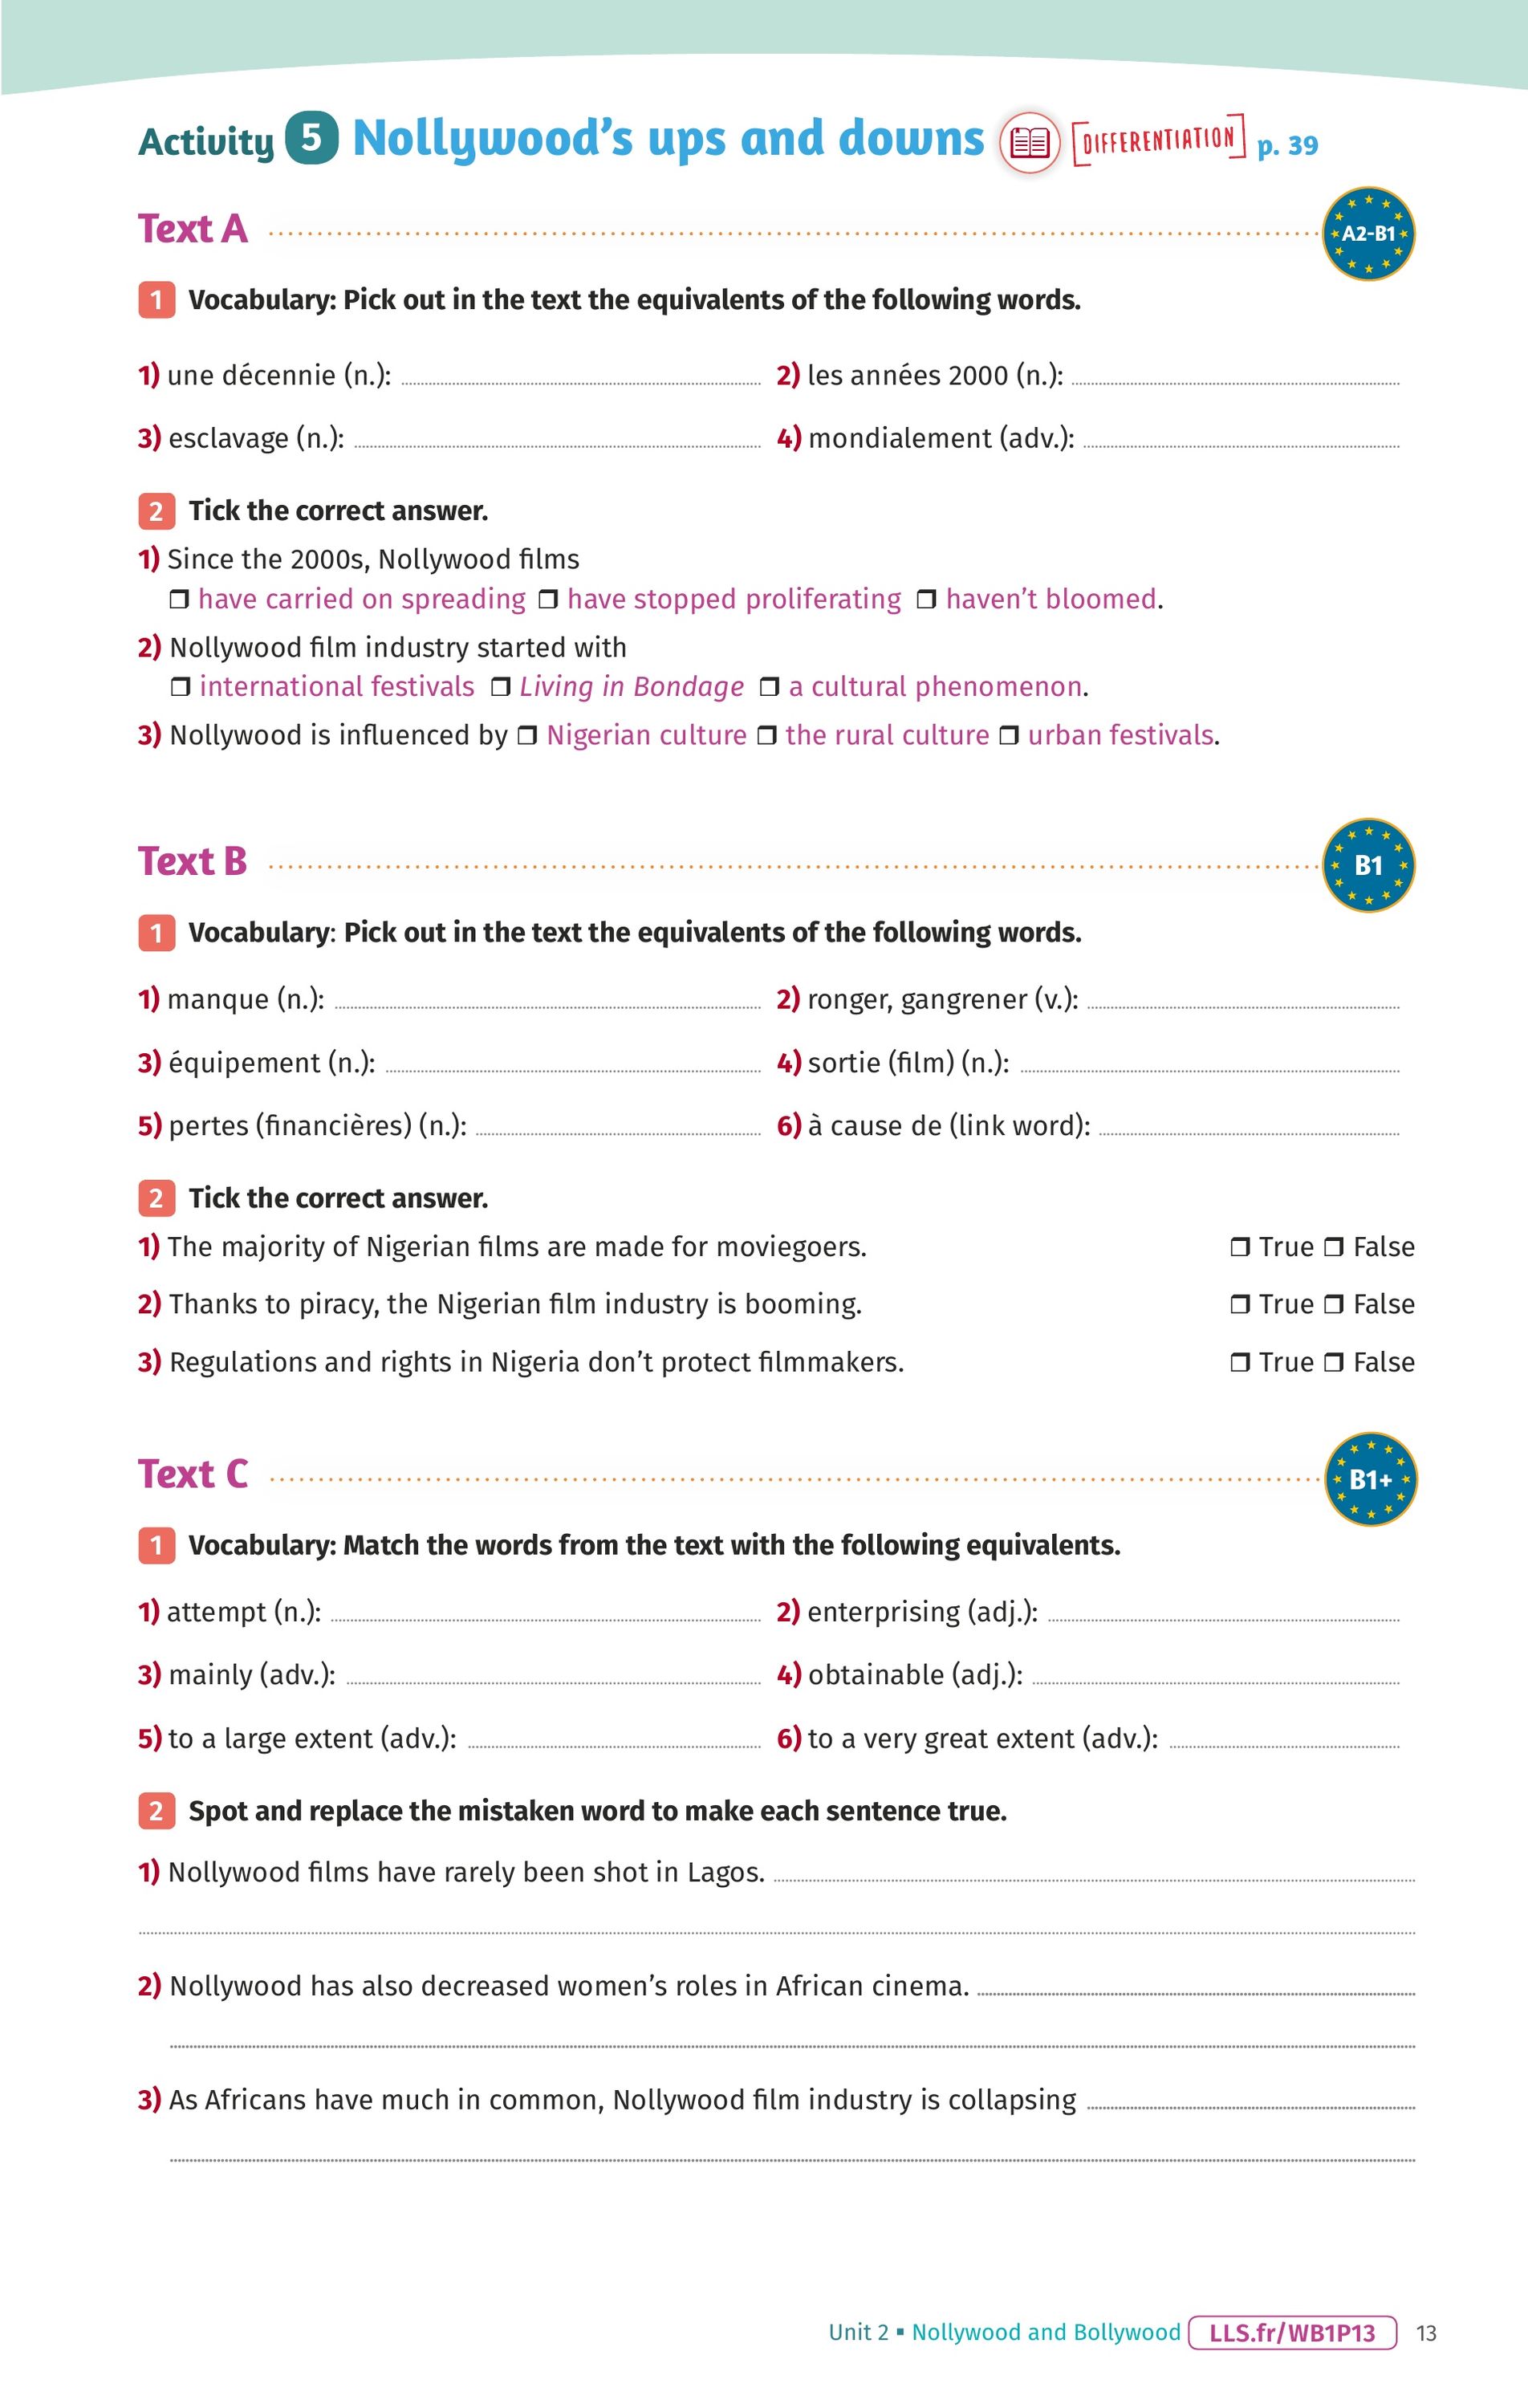 Activity 5 Nollywood's ups and downs [DIFFERENTIATION] p. 39
Text A A2-B1
1 Vocabulary: Pick out in the text the equivalents of the following words.
1) une décennie (n.): 2) les années 2000 (n.):
3) esclavage (n.): 4) mondialement (adv.):
2 Tick the correct answer.
1) Since the 2000s, Nollywood films
❒ have carried on spreading ❒ have stopped proliferating ❒ haven't bloomed.
2) Nollywood film industry started with
❒ international festivals ❒ Living in Bondage ❒ a cultural phenomenon.
3) Nollywood is influenced by ❒ Nigerian culture ❒ the rural culture ❒ urban festivals.
Text B B1
1 Vocabulary: Pick out in the text the equivalents of the following words.
1) manque (n.): 2) ronger, gangrener (v.):
3) équipement (n.): 4) sortie (film) (n.):
5) pertes (financières) (n.): 6) à cause de (link word):
2 Tick the correct answer.
1) The majority of Nigerian films are made for moviegoers. ❒ True ❒ False
2) Thanks to piracy, the Nigerian film industry is booming. ❒ True ❒ False
3) Regulations and rights in Nigeria don't protect filmmakers. ❒ True ❒ False
Text C B1+
1 Vocabulary: Match the words from the text with the following equivalents.
1) attempt (n.): 2) enterprising (adj.):
3) mainly (adv.): 4) obtainable (adj.):
5) to a large extent (adv.): 6) to a very great extent (adv.):
2 Spot and replace the mistaken word to make each sentence true.
1) Nollywood films have rarely been shot in Lagos.
2) Nollywood has also decreased women's roles in African cinema.
3) As Africans have much in common, Nollywood film industry is collapsing
Unit 2 ▪ Nollywood and Bollywood LLS.fr/WB1P13 13